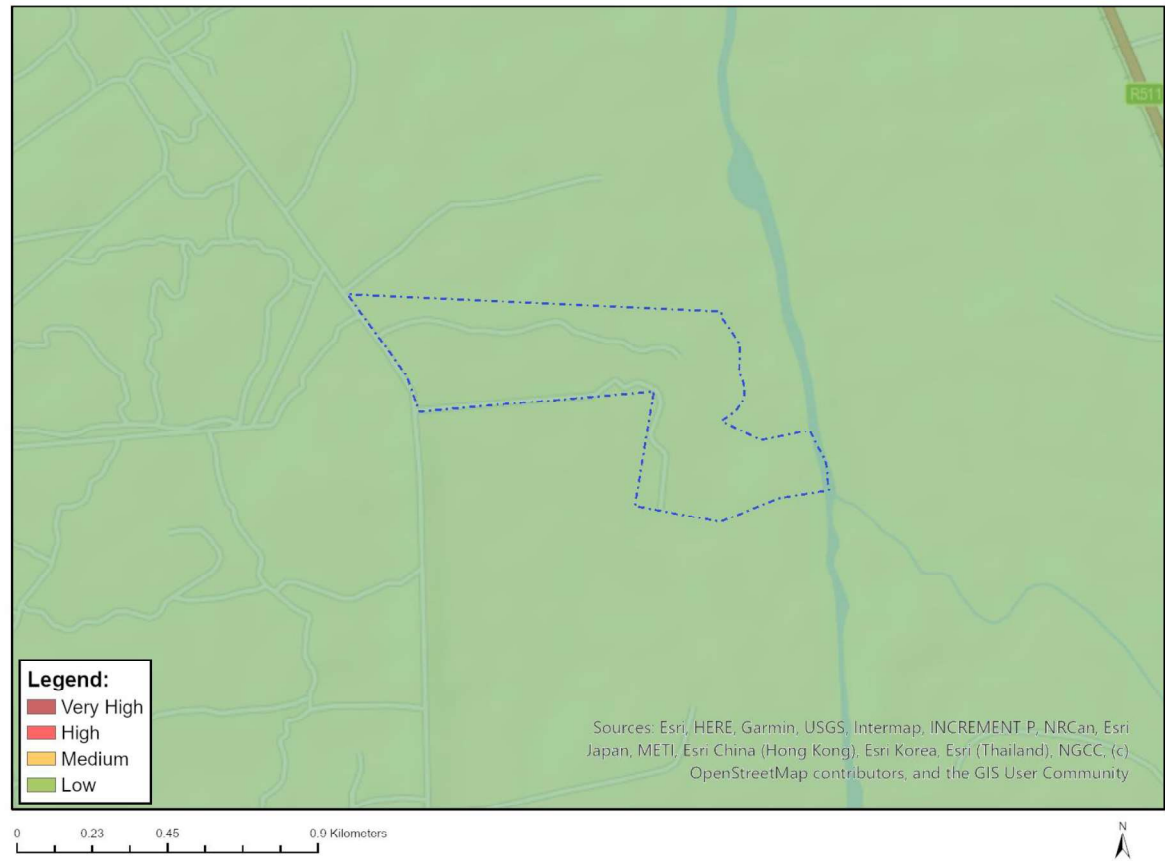 R511
Legend:
Very High
High
Medium
Low
Sources: Esri, HERE, Garmin, USGS, Intermap, INCREMENT P, NRCan, Esri
Japan, METI, Esri China (Hong Kong), Esri Korea, Esri (Thailand), NGCC, (c)
OpenStreetMap contributors, and the GIS User Community
0 0.23 0.45 0.9 Kilometers
N